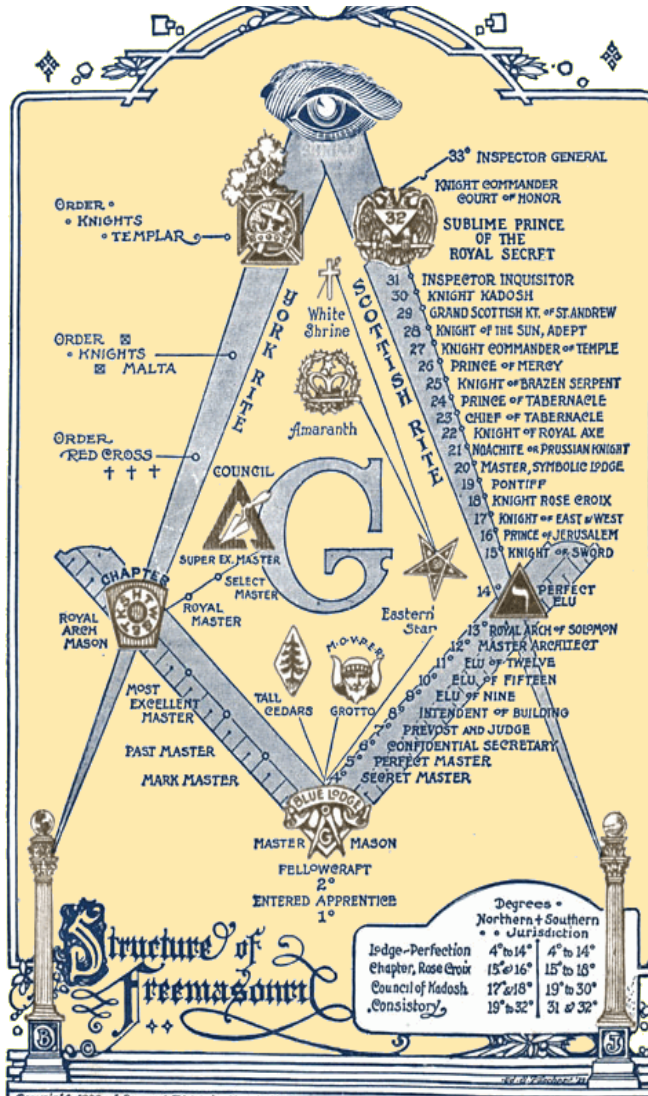 33° INSPECTOR GENERAL
KNIGHT COMMANDER
COURT OF HONOR
32
SUBLIME PRINCE
OF THE
ROYAL SECRET
ORDER
KNIGHTS
TEMPLAR
YORK RITE
SCOTTISH RITE
White
Shrine
Amaranth
ORDER
KNIGHTS
MALTA
ORDER
RED CROSS
31 INSPECTOR INQUISITOR
30 KNIGHT KADOSH
29 GRAND SCOTTISH KT. OF ST. ANDREW
28 KNIGHT OF THE SUN, ADEPT
27 KNIGHT COMMANDER OF TEMPLE
26 PRINCE OF MERCY
25 KNIGHT OF BRAZEN SERPENT
24 PRINCE OF TABERNACLE
23 CHIEF OF TABERNACLE
22 KNIGHT OF ROYAL AXE
21 NOACHITE OR PRUSSIAN KNIGHT
20 MASTER, SYMBOLIC LODGE
19 PONTIFF
18 KNIGHT ROSE CROIX
17 KNIGHT OF EAST & WEST
16 PRINCE OF JERUSALEM
15 KNIGHT OF SWORD
14° PERFECT
ELU
COUNCIL
G
SUPER EX. MASTER
SELECT
MASTER
ROYAL
MASTER
CHAPTER
ROYAL
ARCH
MASON
Eastern
Star
13° ROYAL ARCH OF SOLOMON
12° MASTER ARCHITECT
11° ELU OF TWELVE
10° ELU OF FIFTEEN
9° ELU OF NINE
8° INTENDENT OF BUILDING
7° PREVOST AND JUDGE
6° CONFIDENTIAL SECRETARY
5° PERFECT MASTER
4° SECRET MASTER
M.O.V.P.E.R.
TALL
CEDARS
GROTTO
MOST
EXCELLENT
MASTER
PAST MASTER
MARK MASTER
BLUE LODGE
G
MASTER MASON
FELLOWCRAFT
2°
ENTERED APPRENTICE
1°
Structure of
Freemasonry
Degrees
Northern + Southern
Jurisdiction
Lodge-Perfection 4° to 14° 4° to 14°
Chapter, Rose Croix 15° & 16° 15° to 18°
Council of Kadosh 17° & 18° 19° to 30°
Consistory 19° to 32° 31 & 32°
B
J